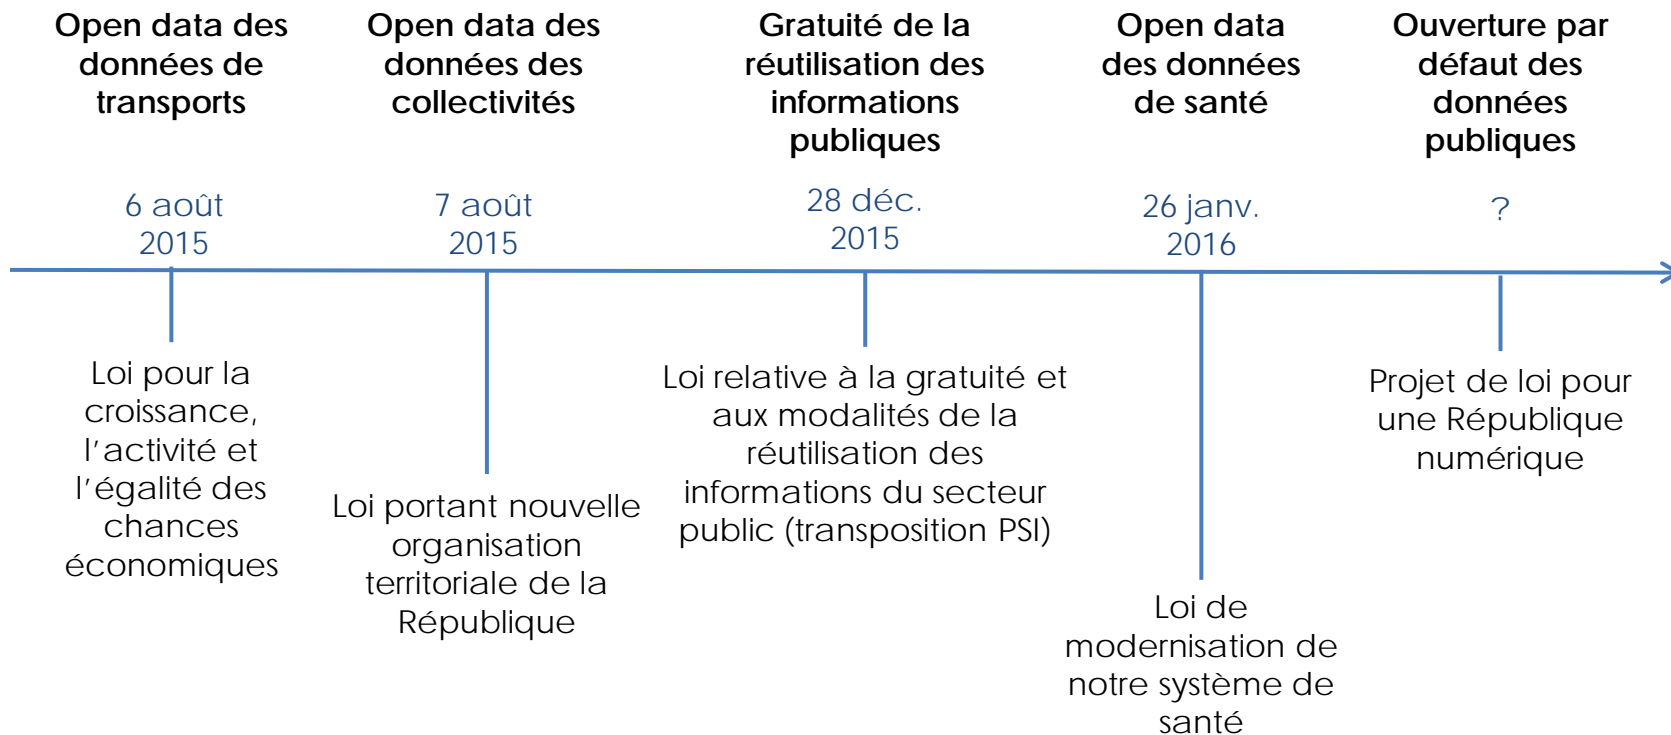 Open data des
données de
transports
Open data des
données des
collectivités
Gratuité de la
réutilisation des
informations
publiques
Open data
des données
de santé
Ouverture par
défaut des
données
publiques
6 août
2015
7 août
2015
28 déc.
2015
26 janv.
2016
?
Loi pour la
croissance,
l’activité et
l’égalité des
chances
économiques
Loi portant nouvelle
organisation
territoriale de la
République
Loi relative à la gratuité et
aux modalités de la
réutilisation des
informations du secteur
public (transposition PSI)
Loi de
modernisation de
notre système de
santé
Projet de loi pour
une République
numérique